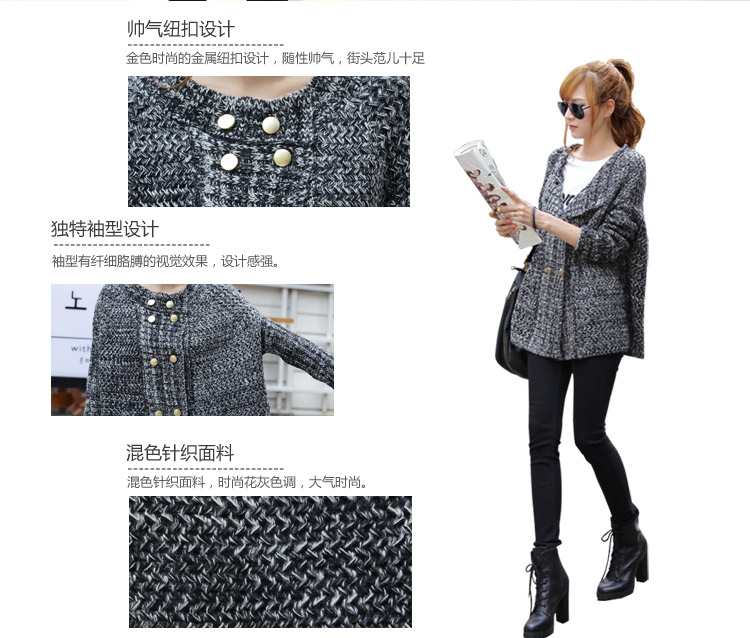 帅气纽扣设计
金色时尚的金属纽扣设计，随性帅气，街头范儿十足
独特袖型设计
袖型有纤细胳膊的视觉效果，设计感强。
노
with
混色针织面料
混色针织面料，时尚花灰色调，大气时尚。